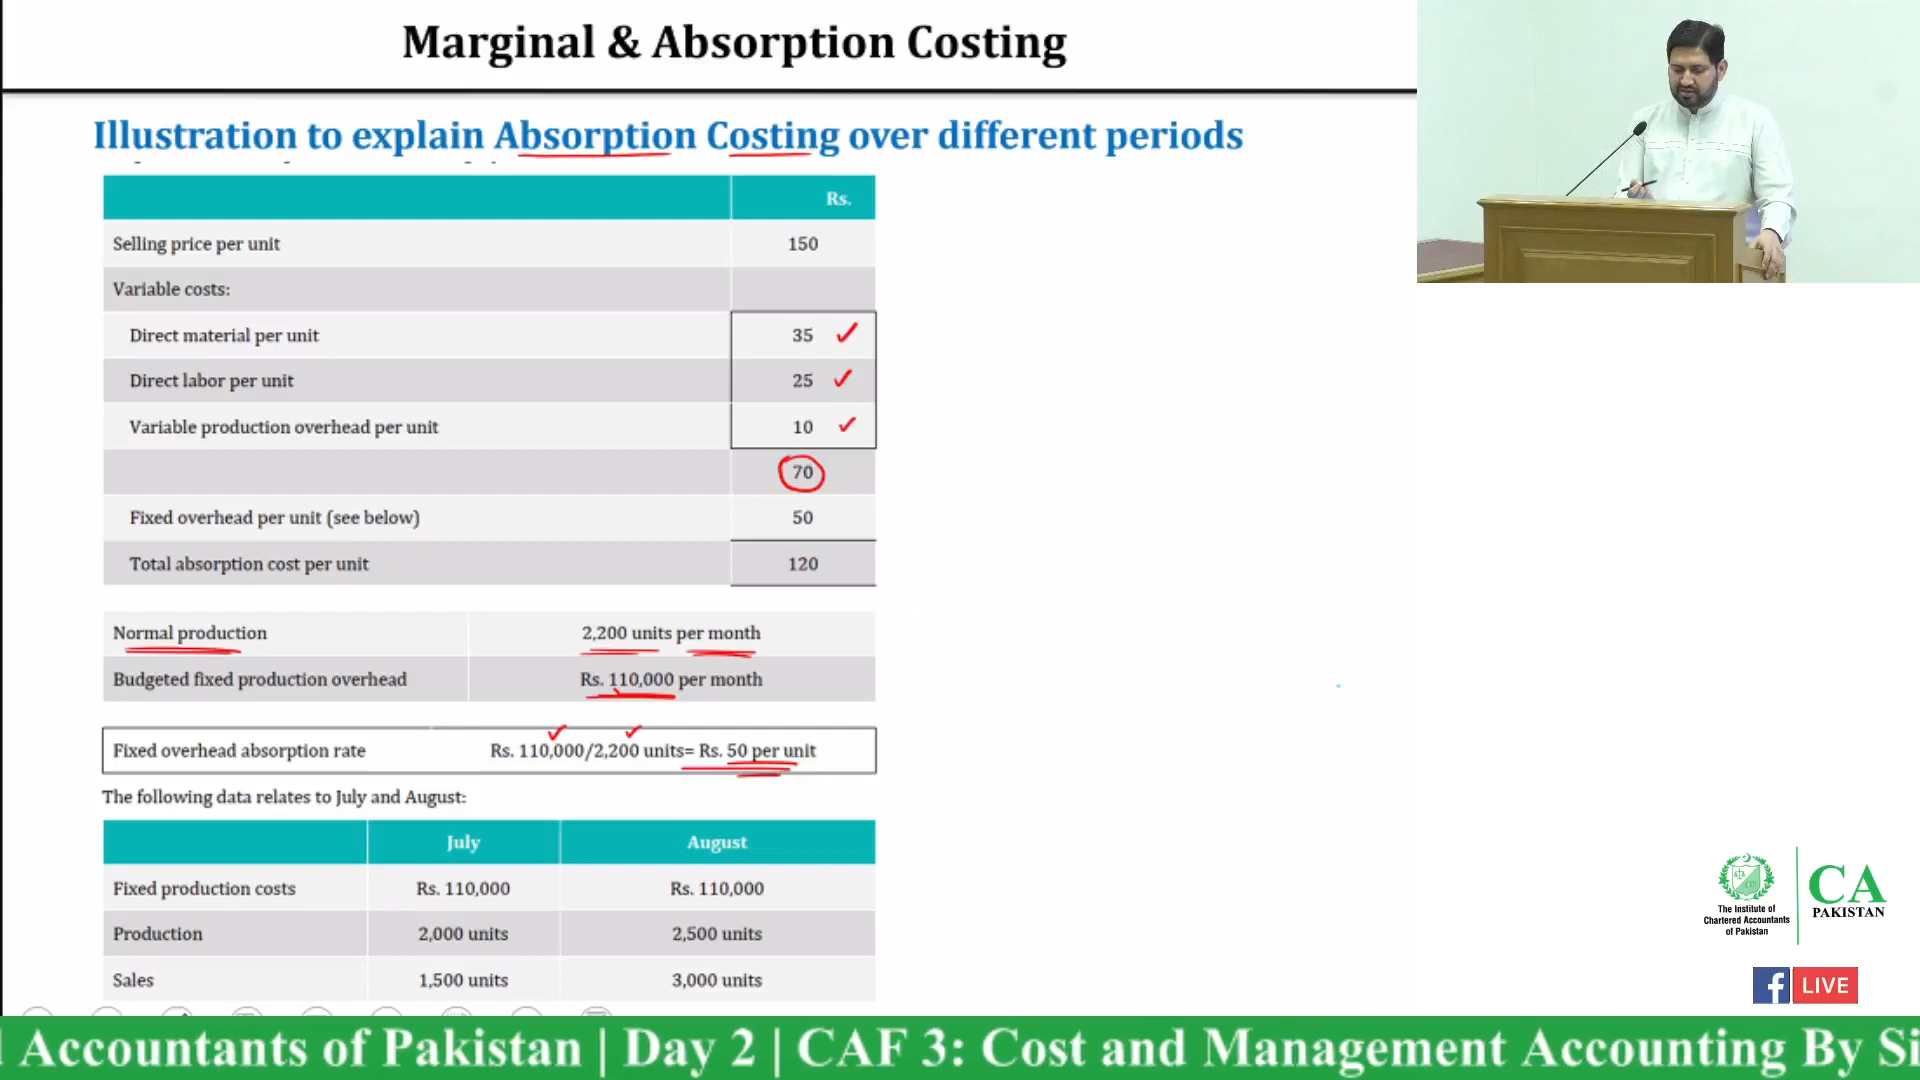 Marginal & Absorption Costing
Illustration to explain Absorption Costing over different periods
Rs.
Selling price per unit 150
Variable costs:
Direct material per unit 35
Direct labor per unit 25
Variable production overhead per unit 10
70
Fixed overhead per unit (see below) 50
Total absorption cost per unit 120
Normal production 2,200 units per month
Budgeted fixed production overhead Rs. 110,000 per month
Fixed overhead absorption rate Rs. 110,000/2,200 units= Rs. 50 per unit
The following data relates to July and August:
July August
Fixed production costs Rs. 110,000 Rs. 110,000
Production 2,000 units 2,500 units
Sales 1,500 units 3,000 units
The Institute of
Chartered Accountants
of Pakistan
CA
PAKISTAN
f LIVE
Accountants of Pakistan | Day 2 | CAF 3: Cost and Management Accounting By Si